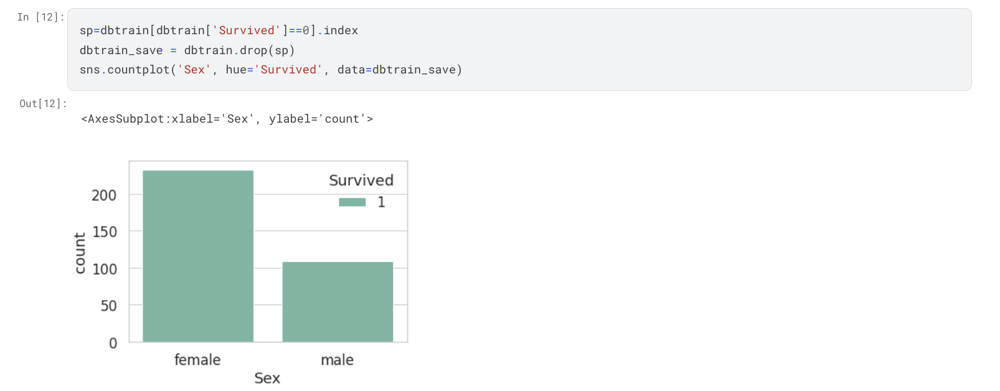 In [12]:
sp=dbtrain[dbtrain['Survived']==0].index
dbtrain_save = dbtrain.drop(sp)
sns.countplot('Sex', hue='Survived', data=dbtrain_save)
Out[12]:
<AxesSubplot:xlabel='Sex', ylabel='count'>
Survived
1
200
150
100
50
0
count
female male
Sex